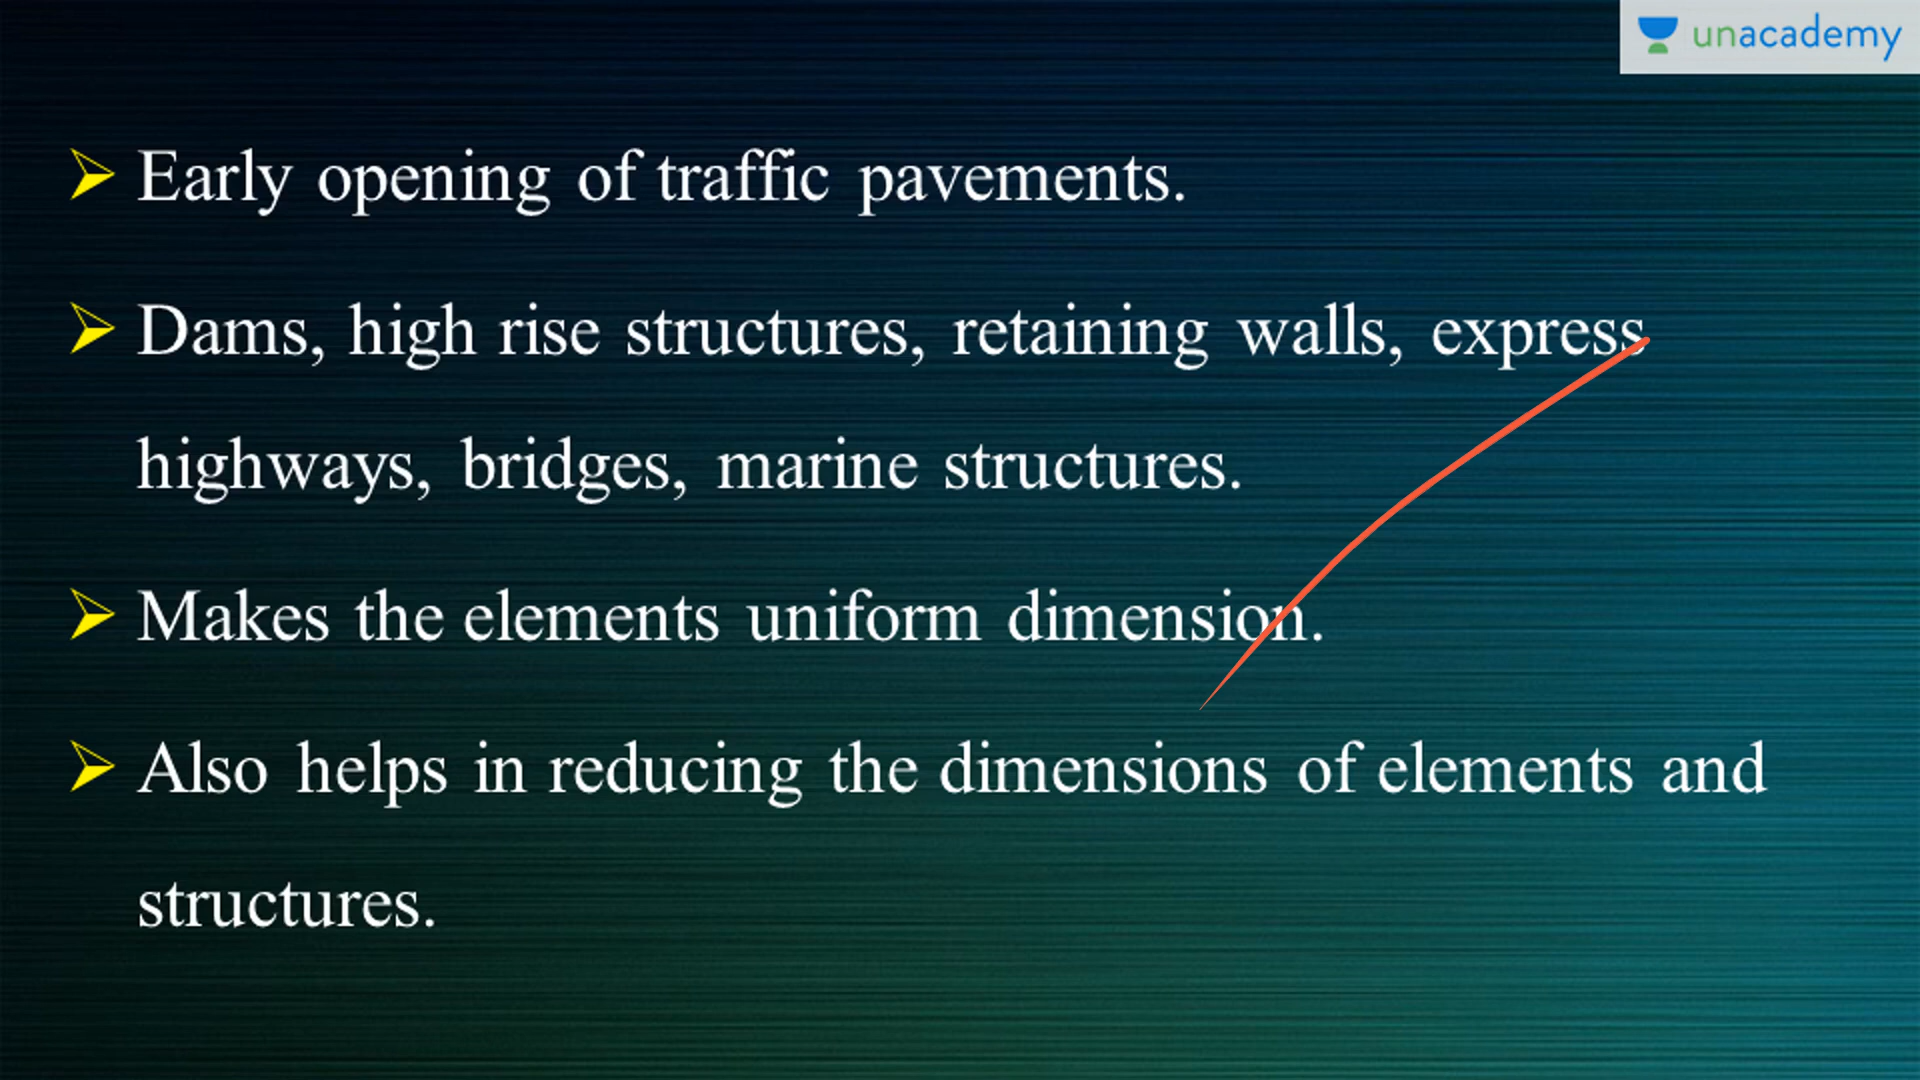 unacademy
Early opening of traffic pavements.
Dams, high rise structures, retaining walls, express
highways, bridges, marine structures.
Makes the elements uniform dimension.
Also helps in reducing the dimensions of elements and
structures.